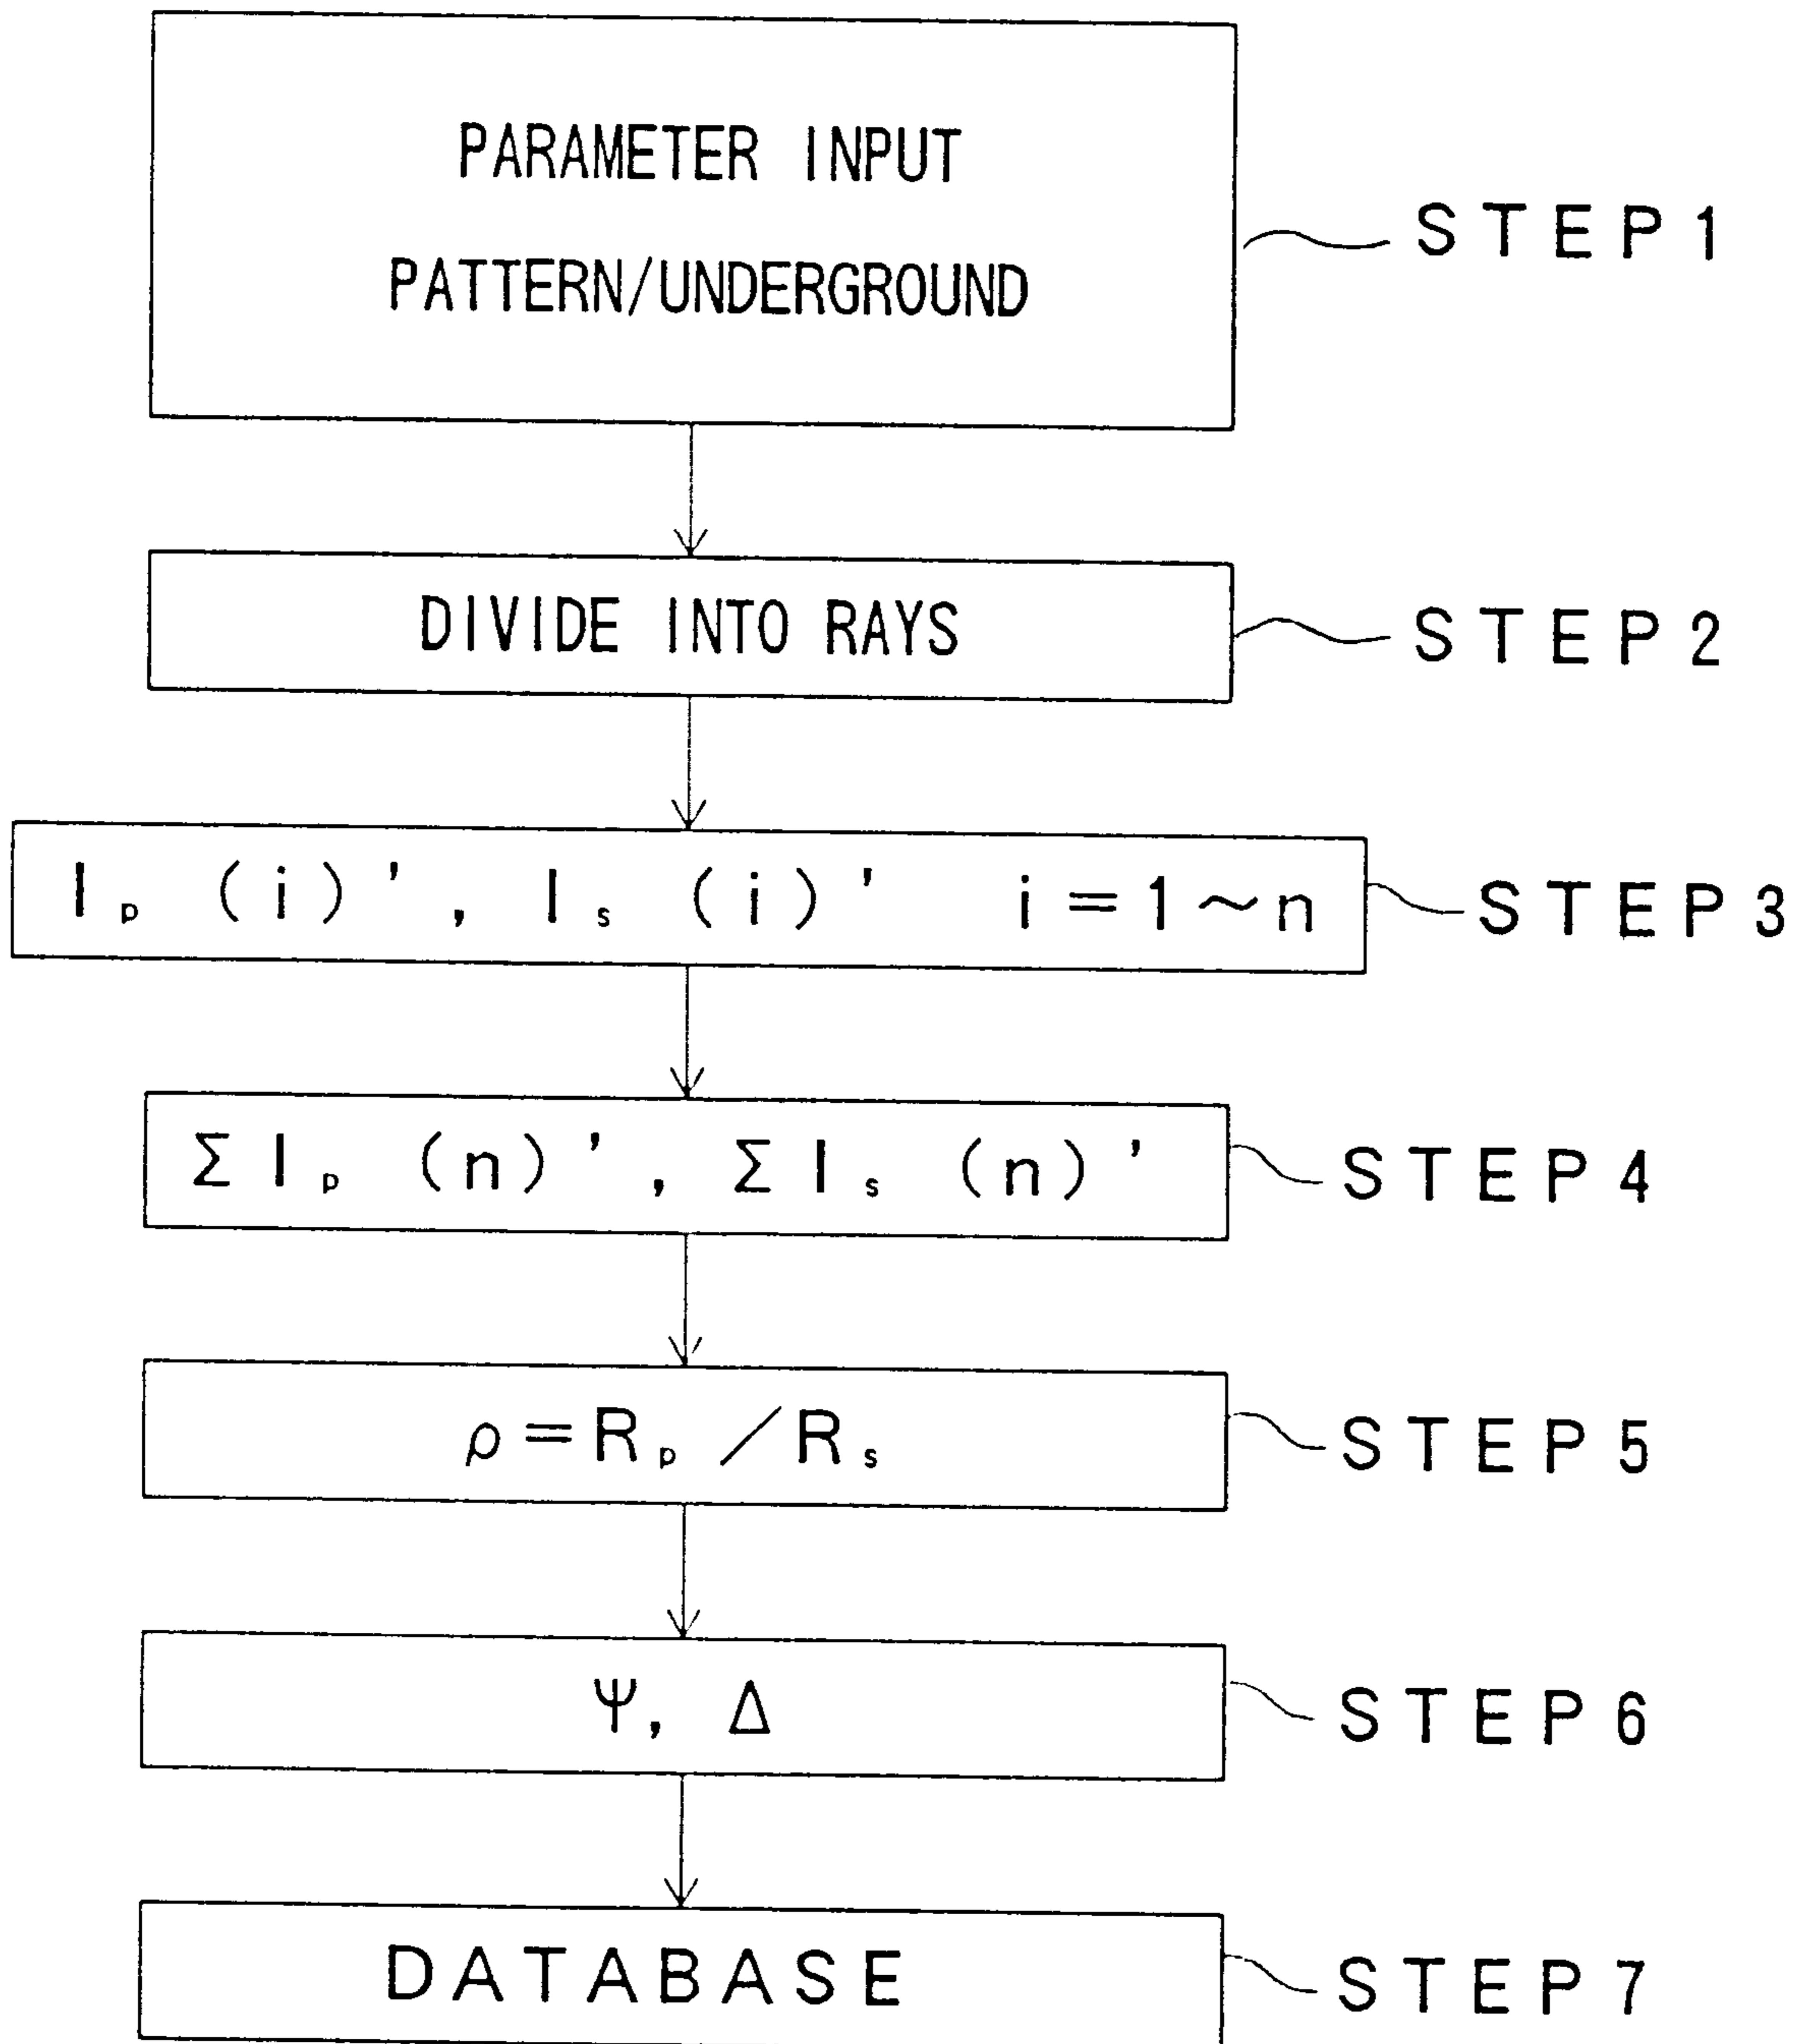 PARAMETER INPUT
PATTERN/UNDERGROUND
STEP1
DIVIDE INTO RAYS
STEP2
Iₚ (i)', Iₛ (i)' i=1~n
STEP3
ΣIₚ (n)', ΣIₛ (n)'
STEP4
ρ=Rₚ/Rₛ
STEP5
Ψ, Δ
STEP6
DATABASE
STEP7